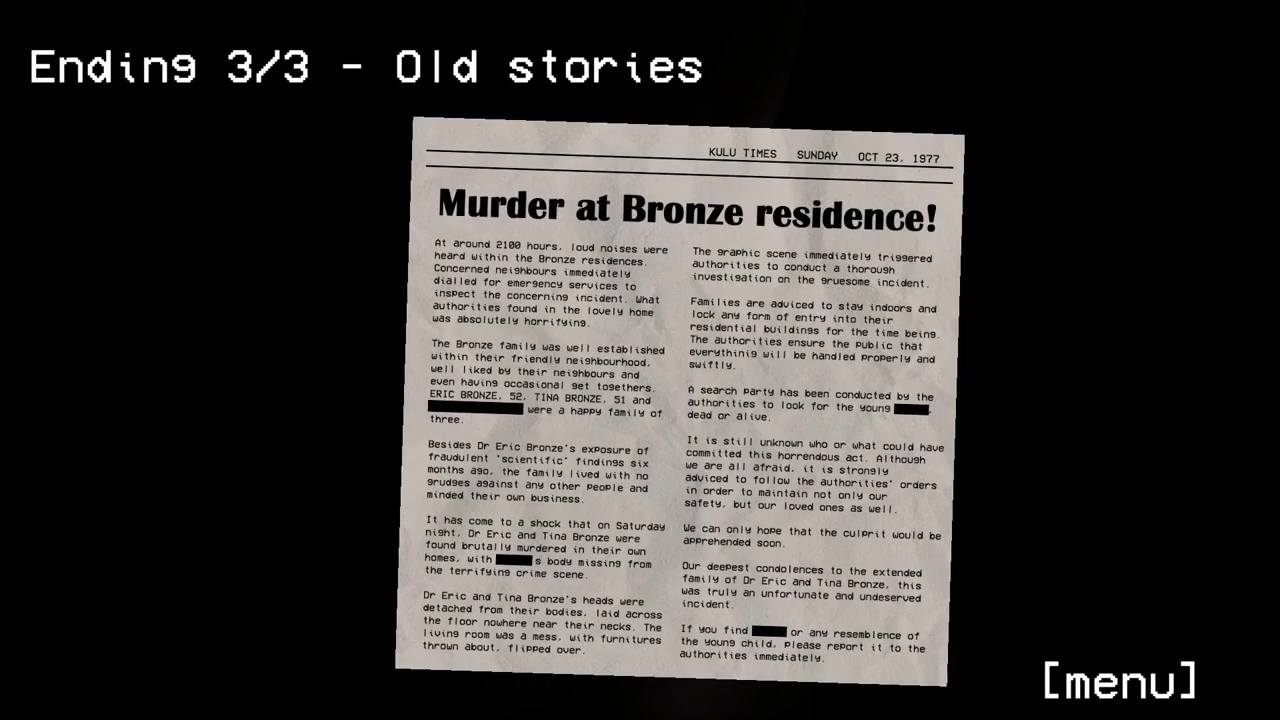 Ending 3/3 - Old stories
KULU TIMES SUNDAY OCT 23, 1977
Murder at Bronze residence!
At around 2100 hours, loud noises were
heard within the Bronze residences.
Concerned neighbours immediately
dialled for emergency services to
inspect the concerning incident. What
authorities found in the lovely home
was absolutely horrifying.
The Bronze family was well established
within their friendly neighbourhood,
well liked by their neighbours and
even having occasional get togethers.
ERIC BRONZE, 52, TINA BRONZE, 51 and
were a happy family of
three.
Besides Dr Eric Bronze's exposure of
fraudulent 'scientific' findings six
months ago, the family lived with no
grudges against any other people and
minded their own business.
It has come to a shock that on Saturday
night, Dr Eric and Tina Bronze were
found brutally murdered in their own
homes, with s body missing from
the terrifying crime scene.
Dr Eric and Tina Bronze's heads were
detached from their bodies, laid across
the floor nowhere near their necks. The
living room was a mess, with furnitures
thrown about, flipped over.
The graphic scene immediately triggered
authorities to conduct a thorough
investigation on the gruesome incident.
Families are adviced to stay indoors and
lock any form of entry into their
residential buildings for the time being.
The authorities ensure the public that
everythinig will be handled properly and
swiftly.
A search party has been conducted by the
authorities to look for the young ,
dead or alive.
It is still unknown who or what could have
committed this horrendous act. Although
we are all afraid, it is strongly
adviced to follow the authorities' orders
in order to maintain not only our
safety, but our loved ones as well.
We can only hope that the culprit would be
apprehended soon.
Our deepest condolences to the extended
family of Dr Eric and Tina Bronze, this
was truly an unfortunate and undeserved
incident.
If you find or any resemblence of
the young child, please report it to the
authorities immediately.
[menu]